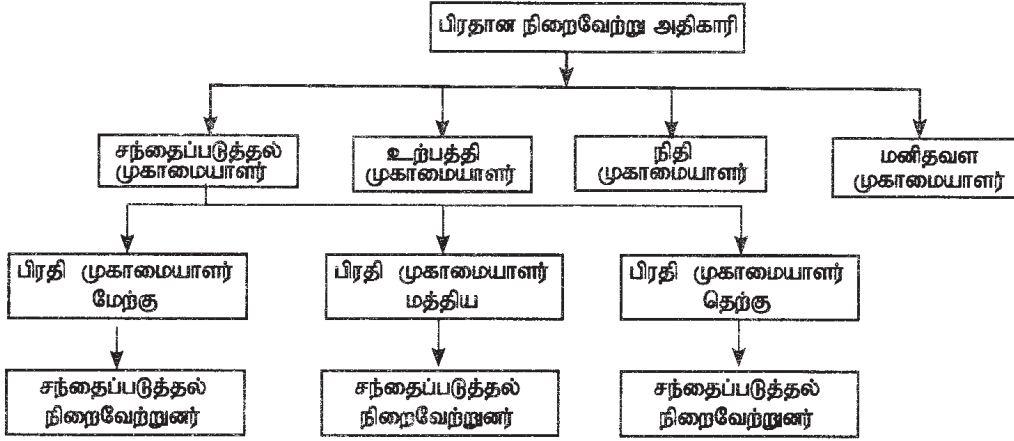 பிரதான நிறைவேற்று அதிகாரி
சந்தைப்படுத்தல்
முகாமையாளர்
உற்பத்தி
முகாமையாளர்
நிதி
முகாமையாளர்
மனிதவள
முகாமையாளர்
பிரதி முகாமையாளர்
மேற்கு
பிரதி முகாமையாளர்
மத்திய
பிரதி முகாமையாளர்
தெற்கு
சந்தைப்படுத்தல்
நிறைவேற்றுனர்
சந்தைப்படுத்தல்
நிறைவேற்றுனர்
சந்தைப்படுத்தல்
நிறைவேற்றுனர்